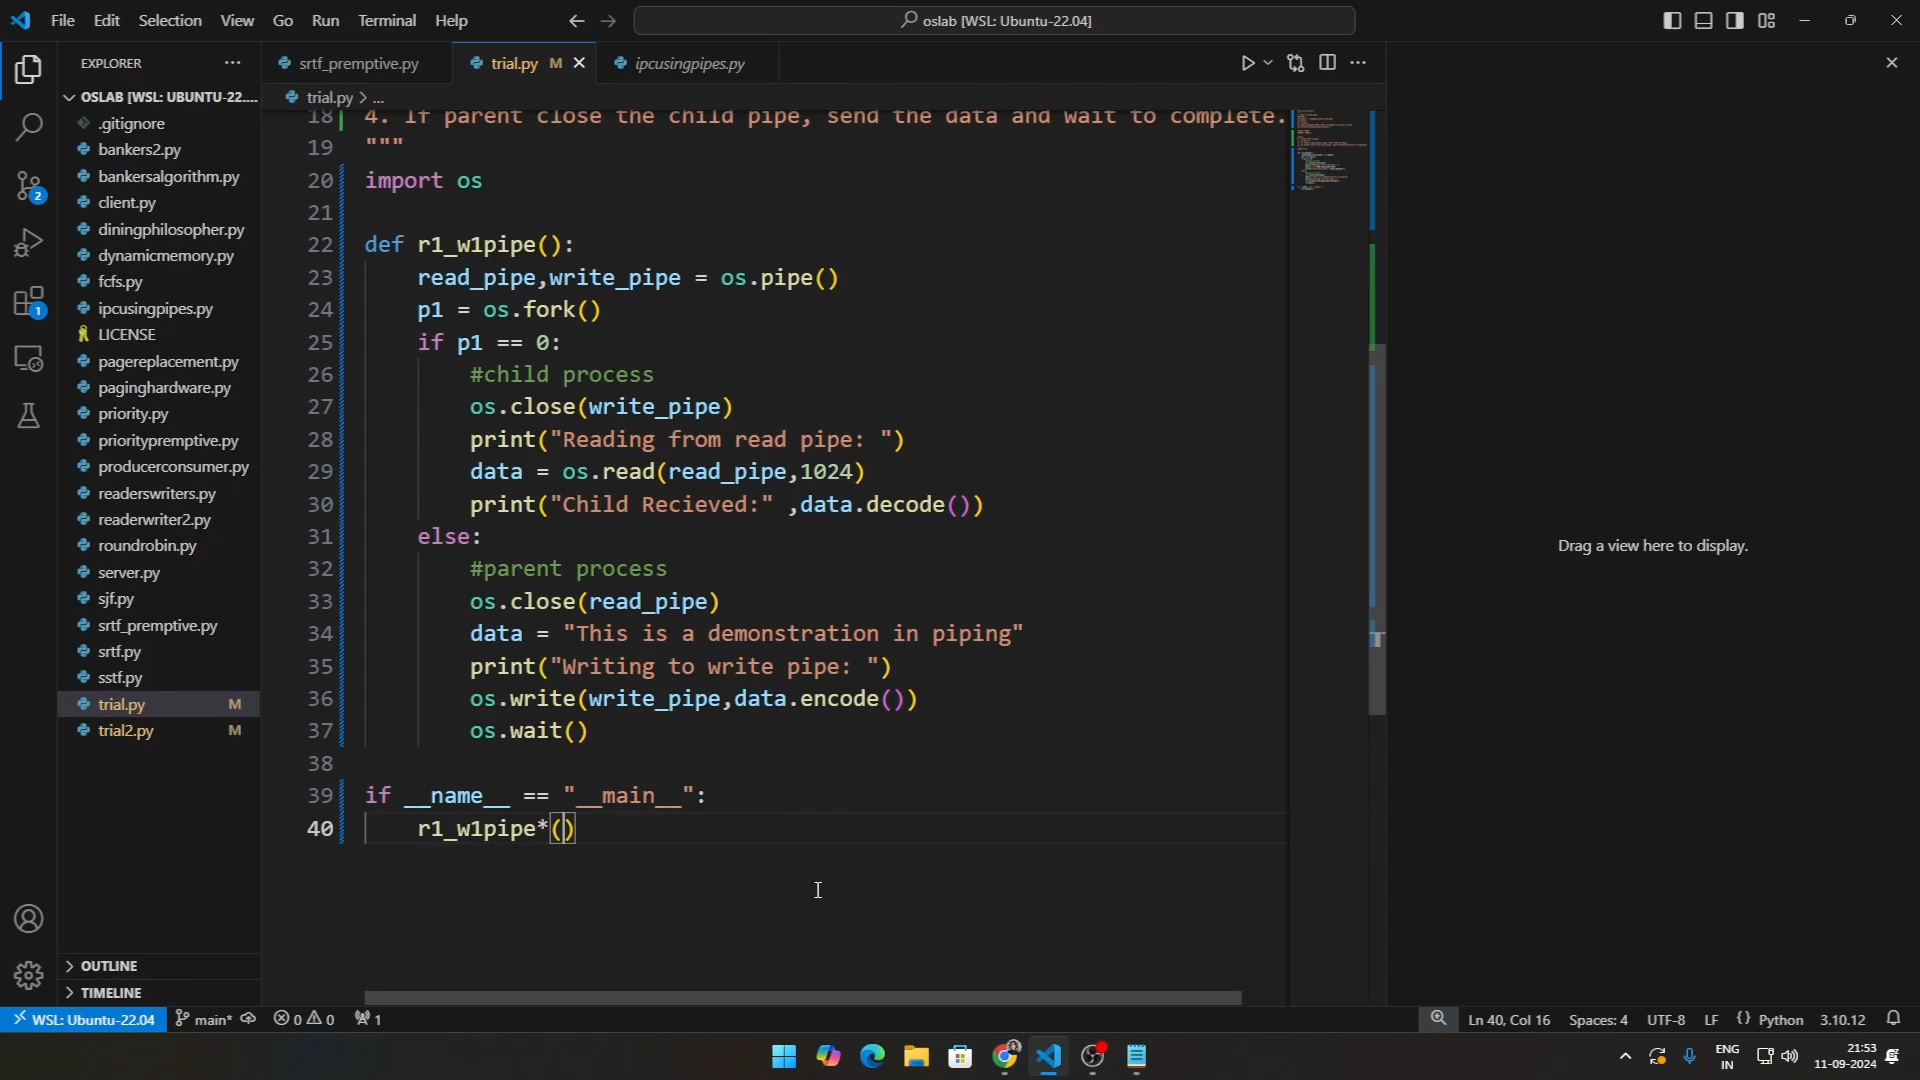 File Edit Selection View Go Run Terminal Help
oslab [WSL: Ubuntu-22.04]
EXPLORER
OSLAB [WSL: UBUNTU-22....
.gitignore
bankers2.py
bankersalgorithm.py
client.py
diningphilosopher.py
dynamicmemory.py
fcfs.py
ipcusingpipes.py
LICENSE
pagereplacement.py
paginghardware.py
priority.py
prioritypremptive.py
producerconsumer.py
readerswriters.py
readerwriter2.py
roundrobin.py
server.py
sjf.py
srtf_premptive.py
srtf.py
sstf.py
trial.py M
trial2.py M
OUTLINE
TIMELINE
2
1
srtf_premptive.py
trial.py M
ipcusingpipes.py
trial.py > ...
18 4. If parent close the child pipe, send the data and wait to complete.
19 """
20 import os
21
22 def r1_w1pipe():
23 read_pipe,write_pipe = os.pipe()
24 p1 = os.fork()
25 if p1 == 0:
26 #child process
27 os.close(write_pipe)
28 print("Reading from read pipe: ")
29 data = os.read(read_pipe,1024)
30 print("Child Recieved:" ,data.decode())
31 else:
32 #parent process
33 os.close(read_pipe)
34 data = "This is a demonstration in piping"
35 print("Writing to write pipe: ")
36 os.write(write_pipe,data.encode())
37 os.wait()
38
39 if __name__ == "__main__":
40 r1_w1pipe*()
Drag a view here to display.
WSL: Ubuntu-22.04 main* 0 0 1
Ln 40, Col 16 Spaces: 4 UTF-8 LF {} Python 3.10.12
ENG
IN
21:53
11-09-2024